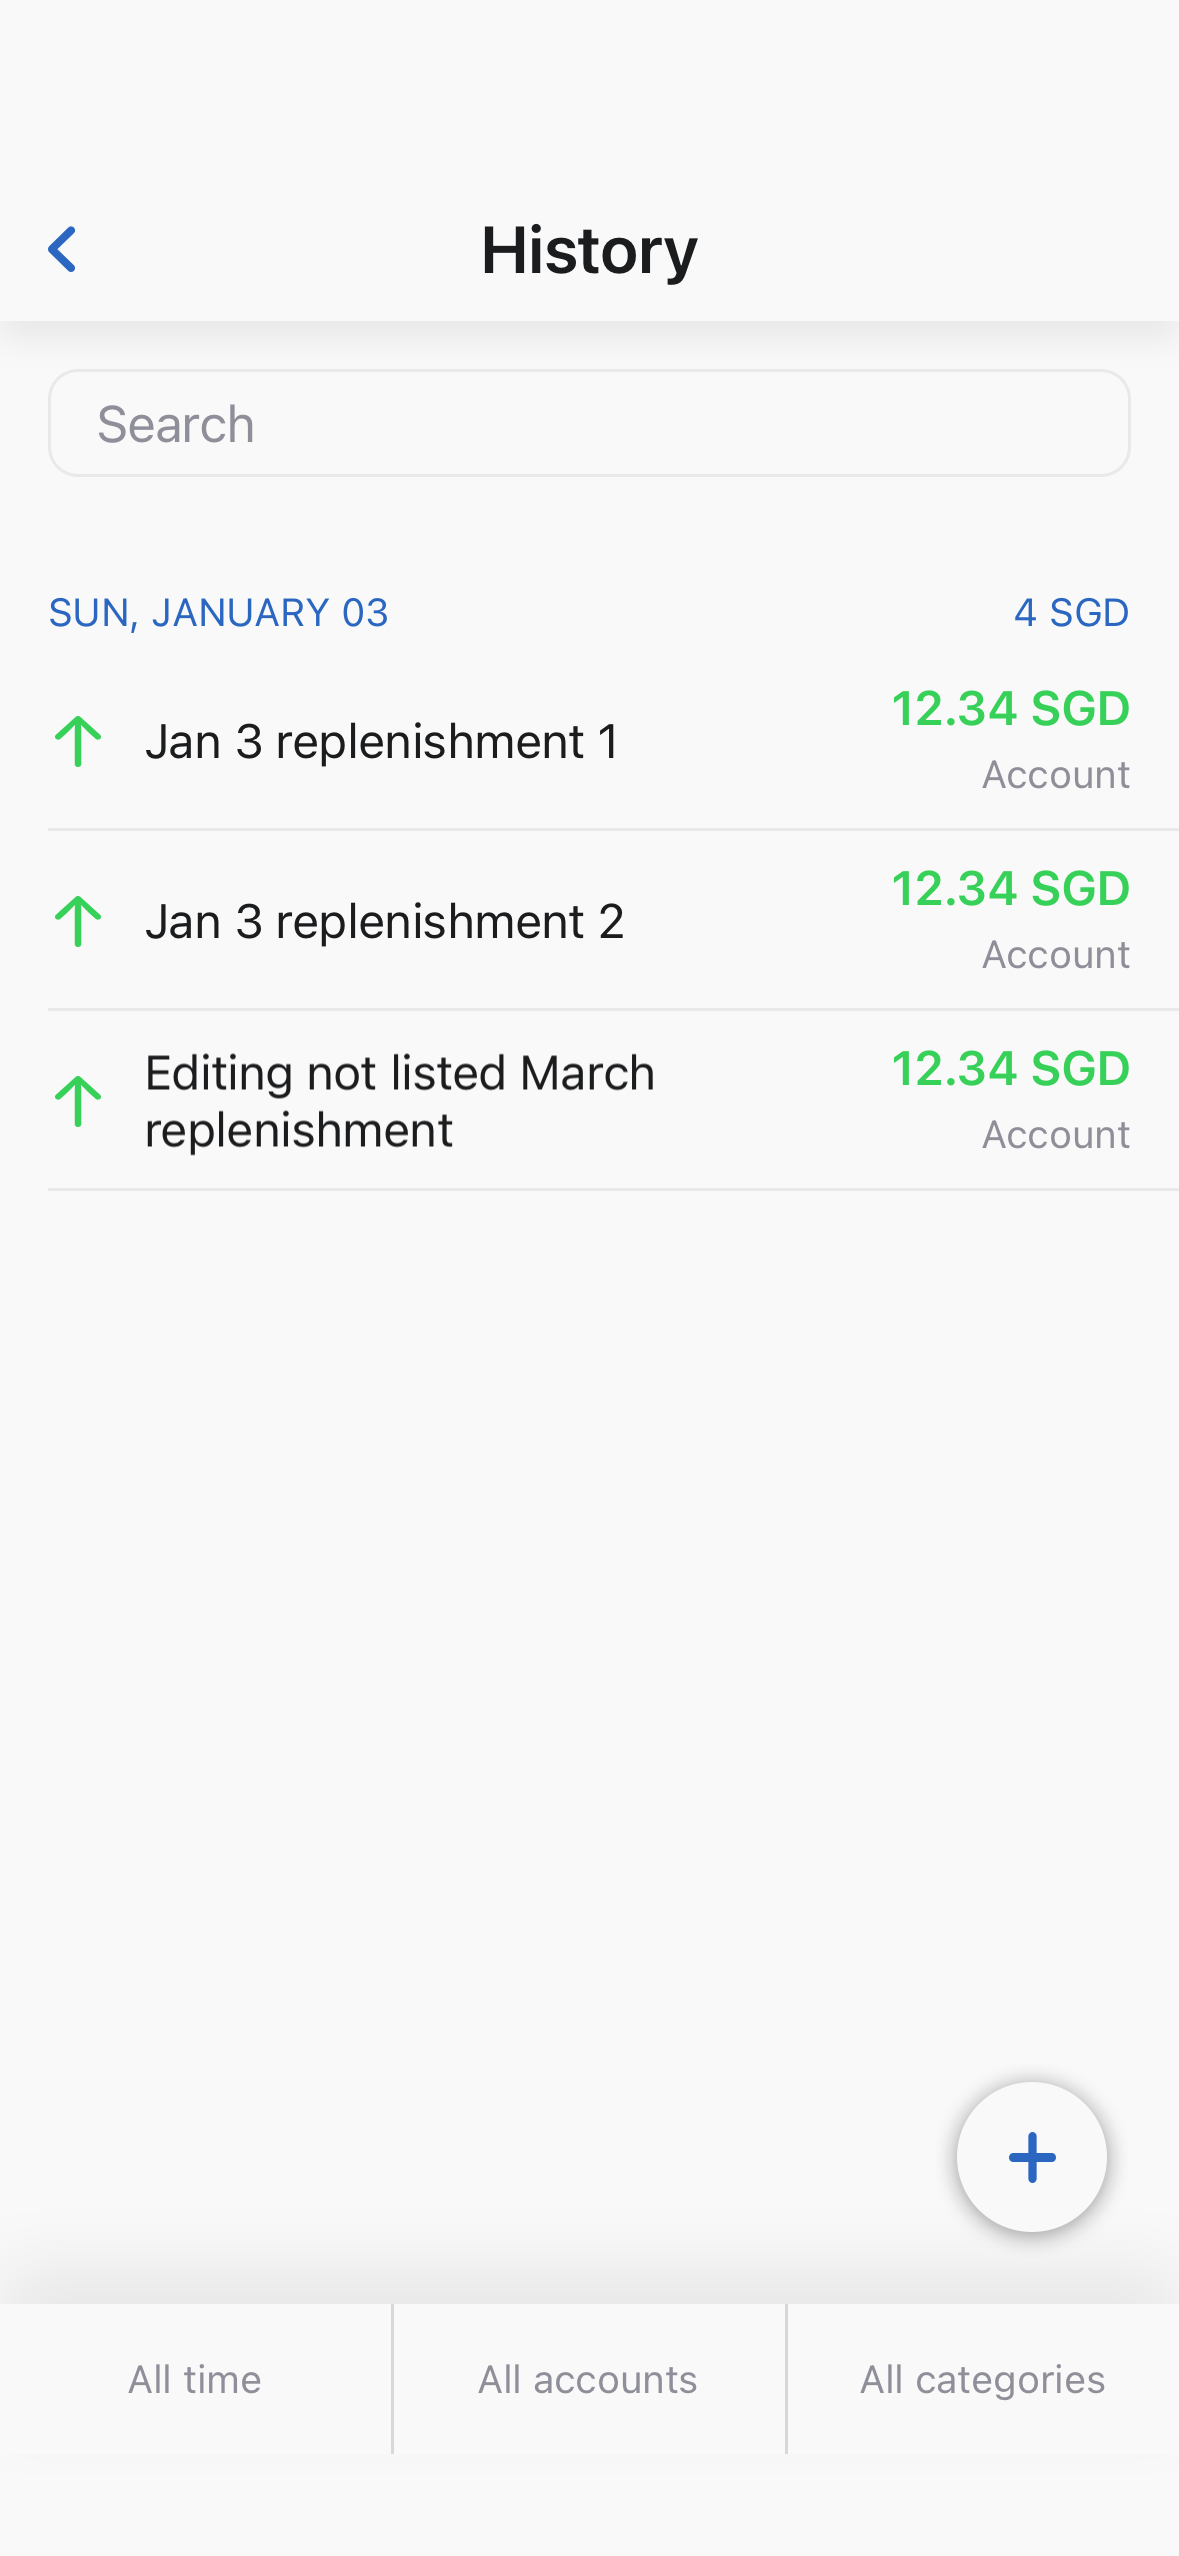 History
Search
SUN, JANUARY 03 4 SGD
Jan 3 replenishment 1
12.34 SGD
Account
Jan 3 replenishment 2
12.34 SGD
Account
Editing not listed March
replenishment
12.34 SGD
Account
All time All accounts All categories